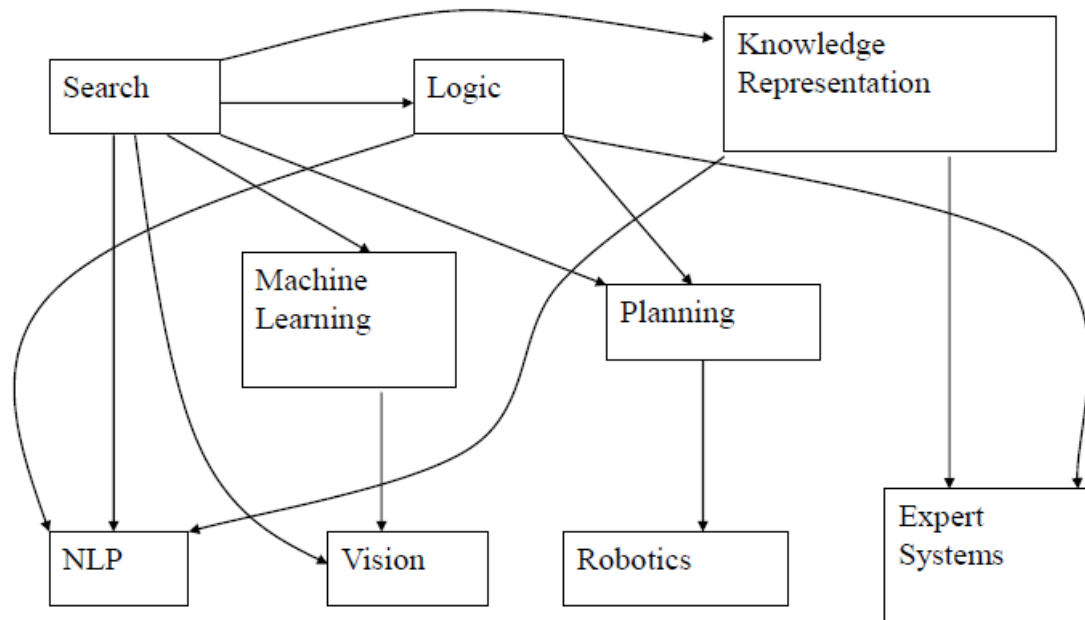 Search
Logic
Knowledge
Representation
Machine
Learning
Planning
NLP
Vision
Robotics
Expert
Systems